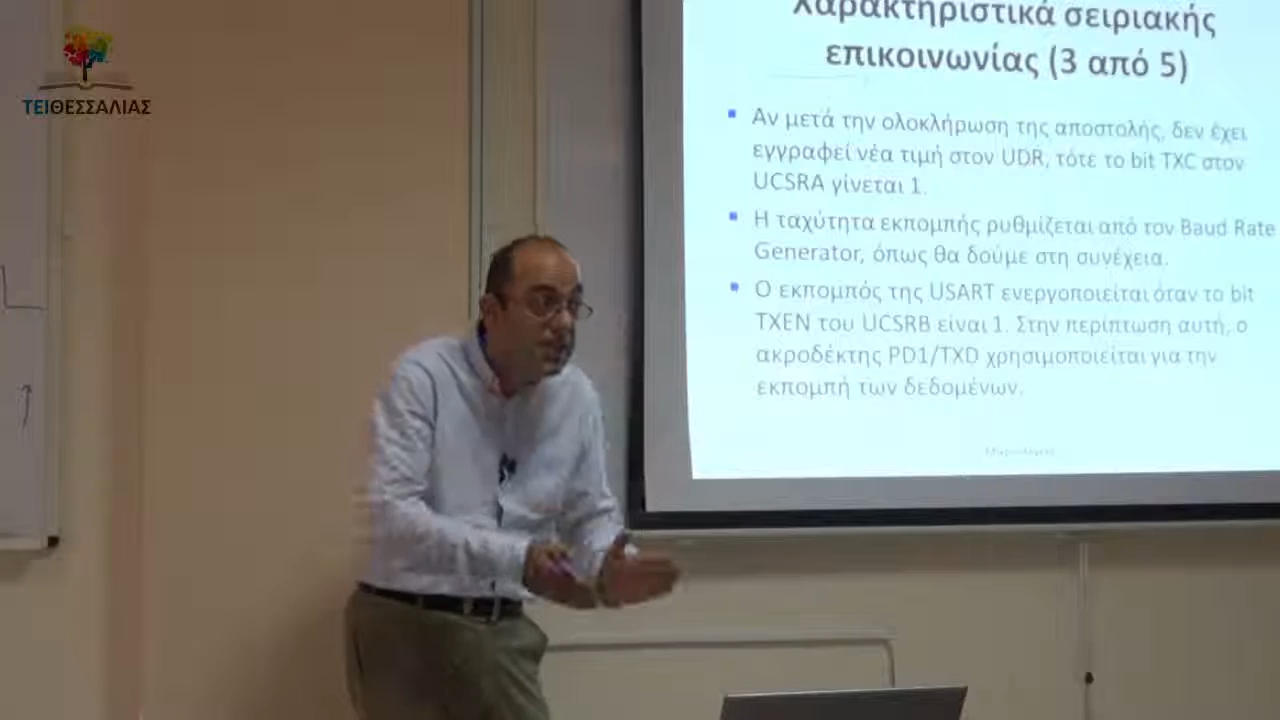 ΤΕΙΘΕΣΣΑΛΙΑΣ
Χαρακτηριστικά σειριακής
επικοινωνίας (3 από 5)
Αν μετά την ολοκλήρωση της αποστολής, δεν έχει
εγγραφεί νέα τιμή στον UDR, τότε το bit TXC στον
UCSRA γίνεται 1.
Η ταχύτητα εκπομπής ρυθμίζεται από τον Baud Rate
Generator, όπως θα δούμε στη συνέχεια.
Ο εκπομπός της USART ενεργοποιείται όταν το bit
TXEN του UCSRB είναι 1. Στην περίπτωση αυτή, ο
ακροδέκτης PD1/TXD χρησιμοποιείται για την
εκπομπή των δεδομένων.